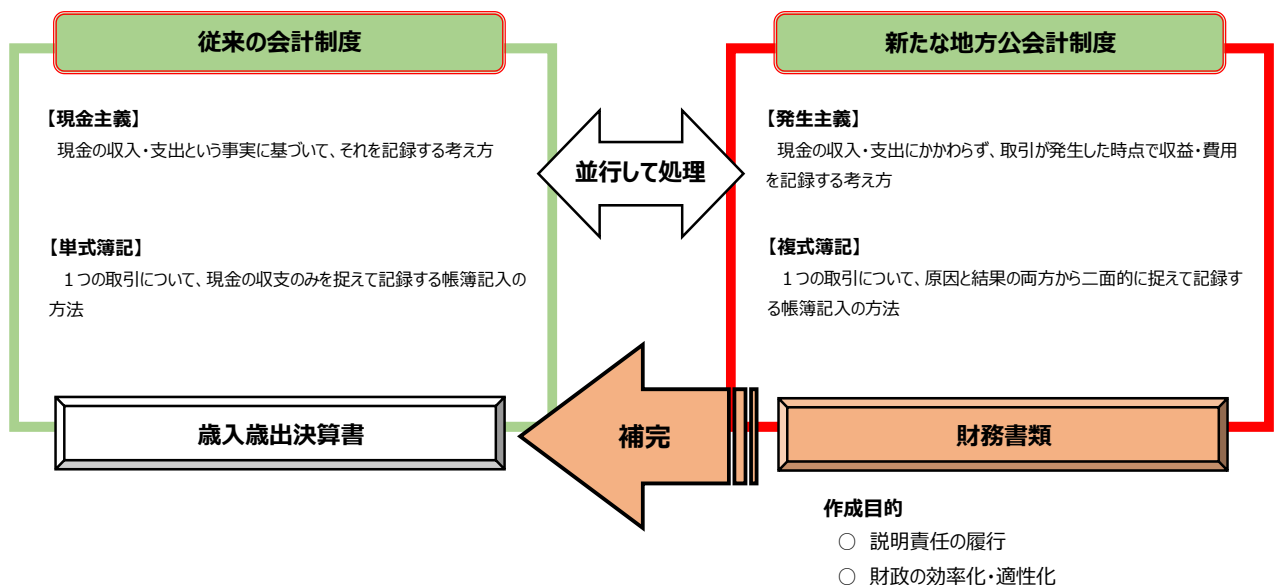 従来の会計制度
【現金主義】
現金の収入・支出という事実に基づいて、それを記録する考え方
【単式簿記】
１つの取引について、現金の収支のみを捉えて記録する帳簿記入の
方法
歳入歳出決算書
並行して処理
補完
新たな地方公会計制度
【発生主義】
現金の収入・支出にかかわらず、取引が発生した時点で収益・費用
を記録する考え方
【複式簿記】
１つの取引について、原因と結果の両方から二面的に捉えて記録す
る帳簿記入の方法
財務書類
作成目的
○ 説明責任の履行
○ 財政の効率化・適性化